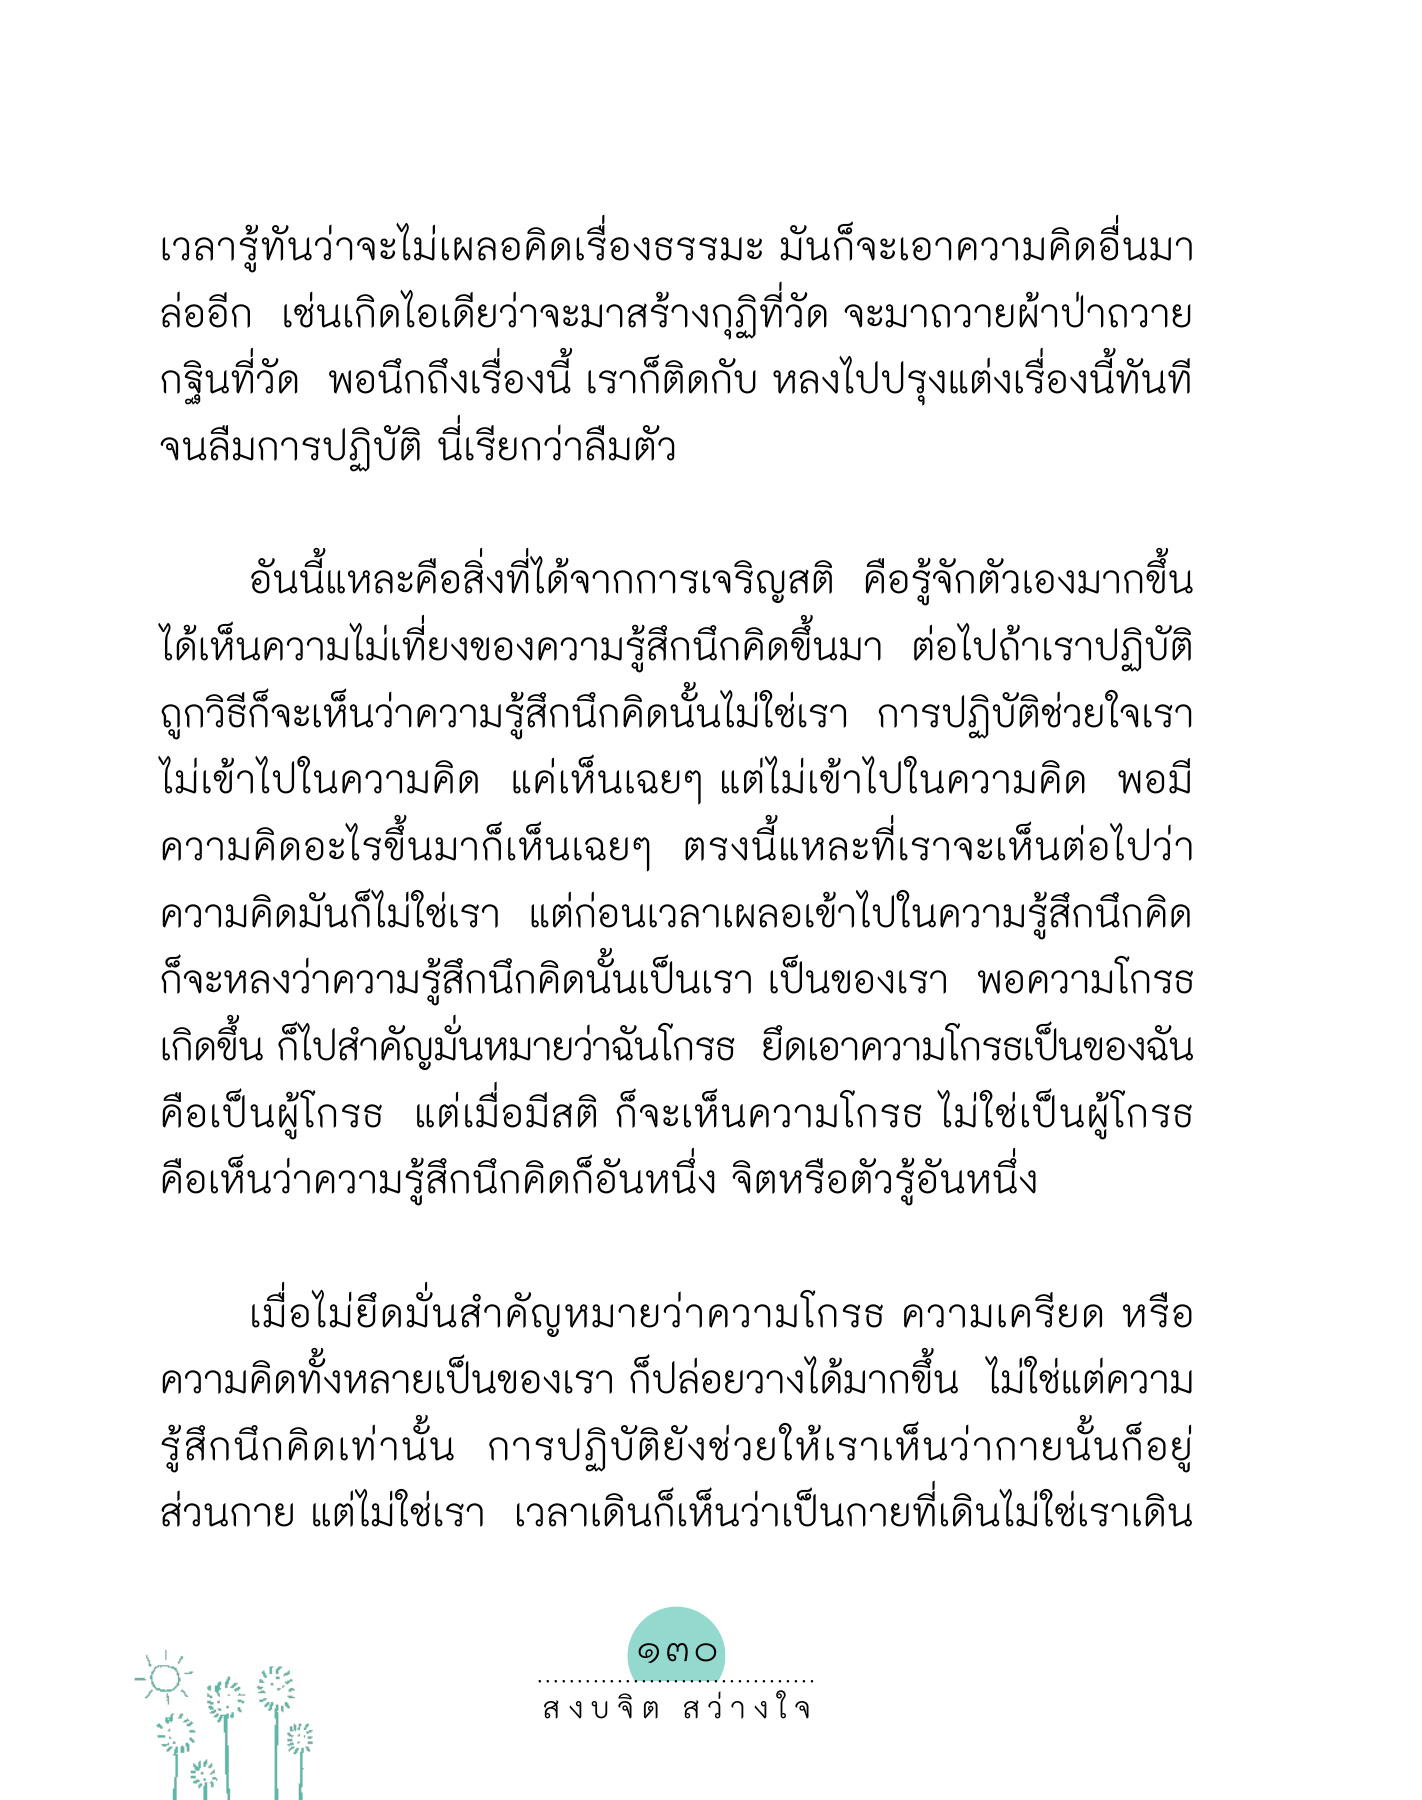 เวลารู้ทันว่าจะไม่เผลอคิดเรื่องธรรมะ มันก็จะเอาความคิดอื่นมา
ล่ออีก เช่นเกิดไอเดียว่าจะมาสร้างกุฏิที่วัด จะมาถวายผ้าป่าถวาย
กฐินที่วัด พอนึกถึงเรื่องนี้ เราก็ติดกับ หลงไปปรุงแต่งเรื่องนี้ทันที
จนลืมการปฏิบัติ นี่เรียกว่าลืมตัว
อันนี้แหละคือสิ่งที่ได้จากการเจริญสติ คือรู้จักตัวเองมากขึ้น
ได้เห็นความไม่เที่ยงของความรู้สึกนึกคิดขึ้นมา ต่อไปถ้าเราปฏิบัติ
ถูกวิธีก็จะเห็นว่าความรู้สึกนึกคิดนั้นไม่ใช่เรา การปฏิบัติช่วยใจเรา
ไม่เข้าไปในความคิด แค่เห็นเฉยๆ แต่ไม่เข้าไปในความคิด พอมี
ความคิดอะไรขึ้นมาก็เห็นเฉยๆ ตรงนี้แหละที่เราจะเห็นต่อไปว่า
ความคิดมันก็ไม่ใช่เรา แต่ก่อนเวลาเผลอเข้าไปในความรู้สึกนึกคิด
ก็จะหลงว่าความรู้สึกนึกคิดนั้นเป็นเรา เป็นของเรา พอความโกรธ
เกิดขึ้น ก็ไปสำคัญมั่นหมายว่าฉันโกรธ ยึดเอาความโกรธเป็นของฉัน
คือเป็นผู้โกรธ แต่เมื่อมีสติ ก็จะเห็นความโกรธ ไม่ใช่เป็นผู้โกรธ
คือเห็นว่าความรู้สึกนึกคิดก็อันหนึ่ง จิตหรือตัวรู้อันหนึ่ง
เมื่อไม่ยึดมั่นสำคัญหมายว่าความโกรธ ความเครียด หรือ
ความคิดทั้งหลายเป็นของเรา ก็ปล่อยวางได้มากขึ้น ไม่ใช่แต่ความ
รู้สึกนึกคิดเท่านั้น การปฏิบัติยังช่วยให้เราเห็นว่ากายนั้นก็อยู่
ส่วนกาย แต่ไม่ใช่เรา เวลาเดินก็เห็นว่าเป็นกายที่เดินไม่ใช่เราเดิน
๑๓๐
สงบจิต สว่างใจ